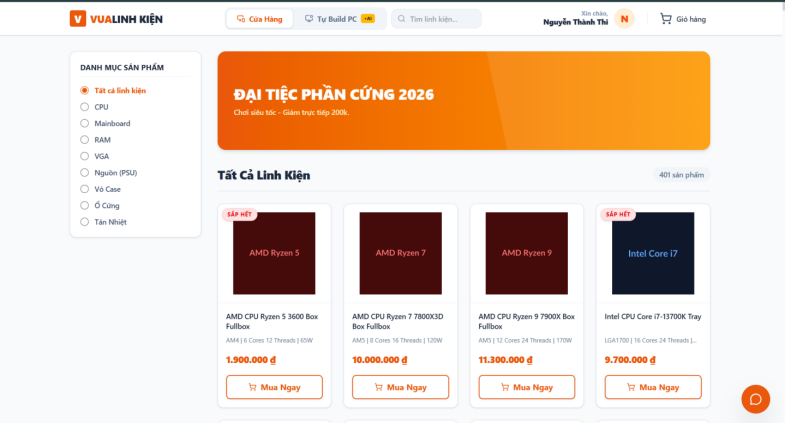 V VUALINH KIỆN
Cửa Hàng
Tự Build PC +AI
Tìm linh kiện...
Xin chào,
Nguyễn Thành Thi
N
Giỏ hàng
DANH MỤC SẢN PHẨM
Tất cả linh kiện
CPU
Mainboard
RAM
VGA
Nguồn (PSU)
Vỏ Case
Ổ Cứng
Tản Nhiệt
ĐẠI TIỆC PHẦN CỨNG 2026
Chơi siêu tốc - Giảm trực tiếp 200k.
Tất Cả Linh Kiện
401 sản phẩm
SẮP HẾT
AMD Ryzen 5
AMD CPU Ryzen 5 3600 Box
Fullbox
AM4 | 6 Cores 12 Threads | 65W
1.900.000 ₫
Mua Ngay
AMD Ryzen 7
AMD CPU Ryzen 7 7800X3D
Box Fullbox
AM5 | 8 Cores 16 Threads | 120W
10.000.000 ₫
Mua Ngay
AMD Ryzen 9
AMD CPU Ryzen 9 7900X Box
Fullbox
AM5 | 12 Cores 24 Threads | 170W
11.300.000 ₫
Mua Ngay
SẮP HẾT
Intel Core i7
Intel CPU Core i7-13700K Tray
LGA1700 | 16 Cores 24 Threads |...
9.700.000 ₫
Mua Ngay